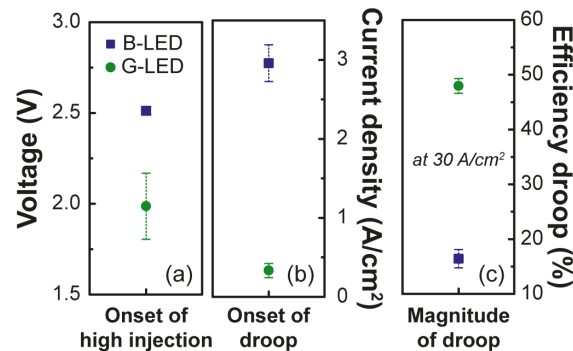 Voltage (V)
3.0
2.5
2.0
1.5
B-LED
G-LED
(a)
Onset of
high injection
(b)
Onset of
droop
3
2
1
0
Current density (A/cm²)
at 30 A/cm²
(c)
Magnitude
of droop
60
50
40
30
20
10
Efficiency droop (%)